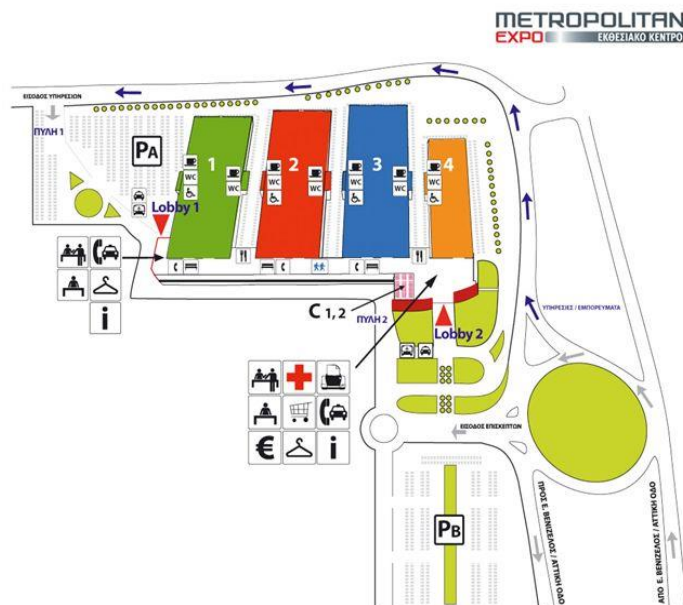 METROPOLITAN
EXPO ΕΚΘΕΣΙΑΚΟ ΚΕΝΤΡΟ
ΕΙΣΟΔΟΣ ΥΠΗΡΕΣΙΩΝ
ΠΥΛΗ 1
PA
1
2
3
4
WC
WC
WC
WC
WC
WC
Lobby 1
i
C 1, 2
ΠΥΛΗ 2
Lobby 2
ΥΠΗΡΕΣΙΕΣ / ΕΜΠΟΡΕΥΜΑΤΑ
€
i
ΕΙΣΟΔΟΣ ΕΠΙΣΚΕΠΤΩΝ
PB
ΠΡΟΣ Ε. ΒΕΝΙΖΕΛΟΣ /
ΑΤΤΙΚΗ ΟΔΟ
ΑΠΟ Ε. ΒΕΝΙΖΕΛΟΣ / ΑΤΤΙΚΗ ΟΔΟ